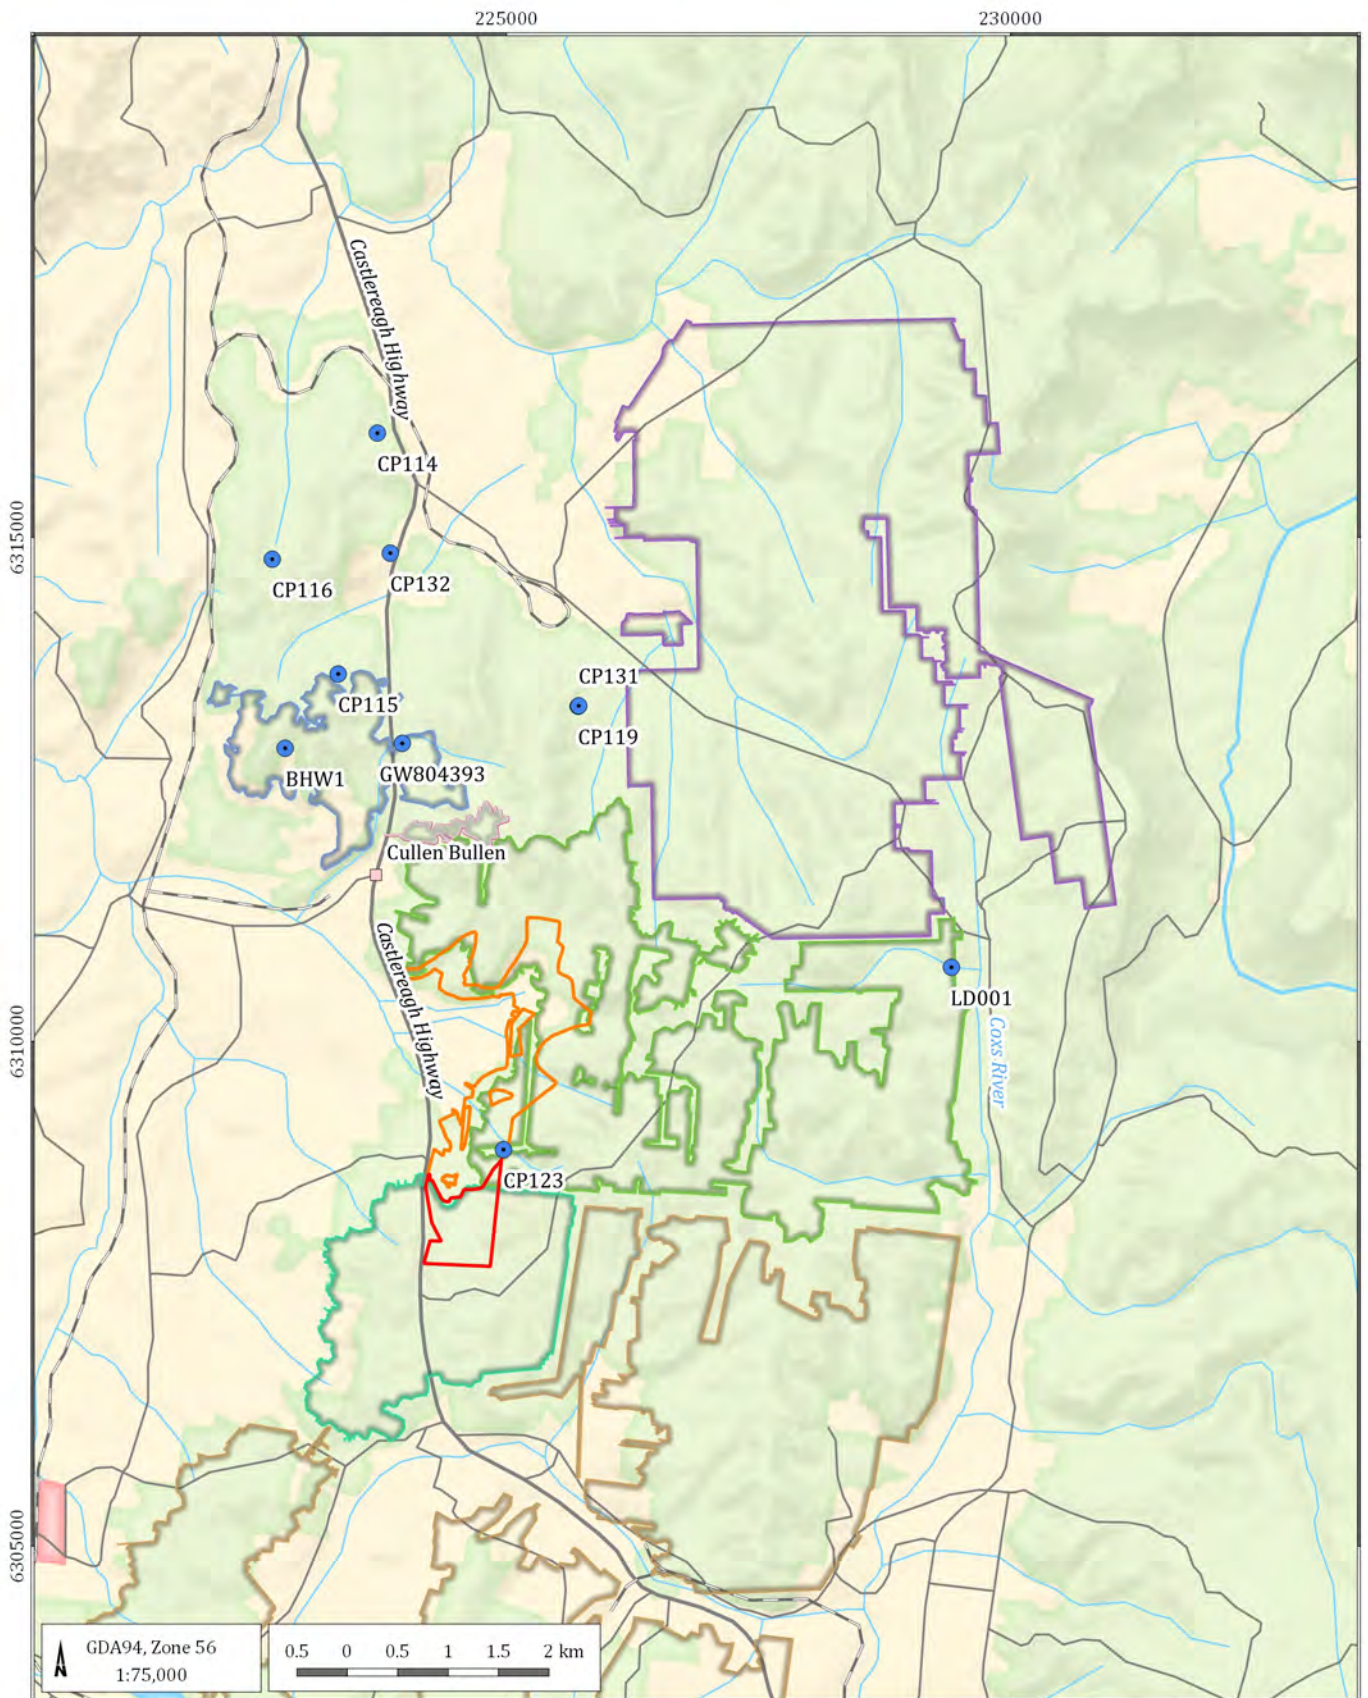 225000
230000
Castlereagh Highway
CP114
6315000
CP116
CP132
CP131
CP115
CP119
BHW1
GW804393
Cullen Bullen
Castlereagh Highway
LD001
6310000
Coxs River
CP123
6305000
GDA94, Zone 56
1:75,000
0.5 0 0.5 1 1.5 2 km
N